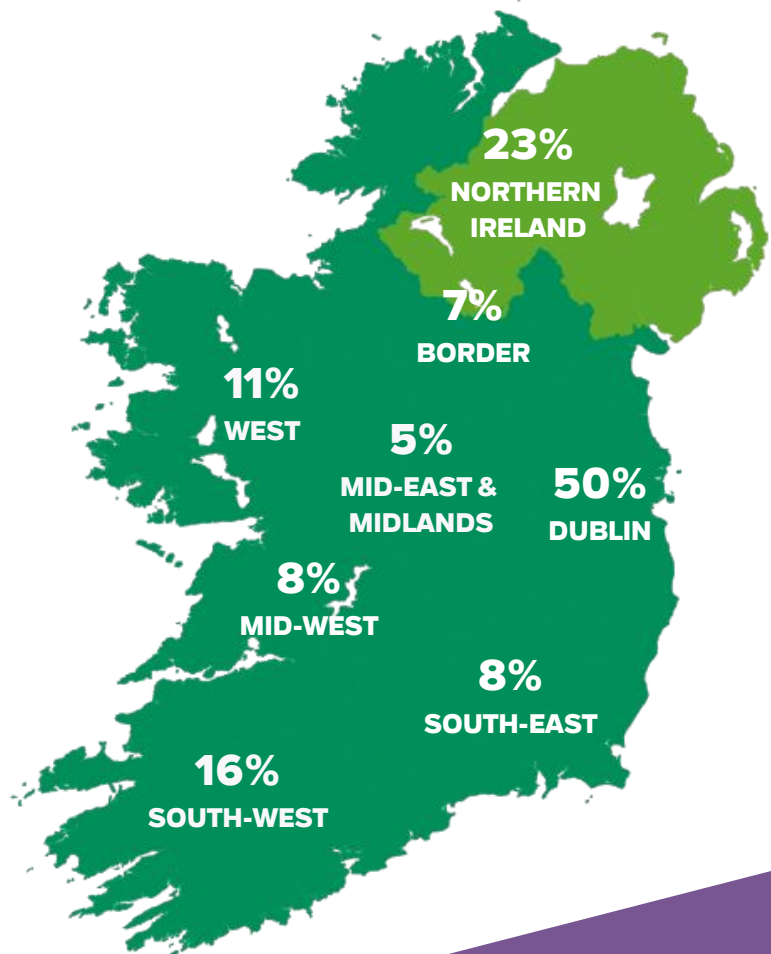 23%
NORTHERN
IRELAND
7%
BORDER
11%
WEST
5%
MID-EAST &
MIDLANDS
50%
DUBLIN
8%
MID-WEST
8%
SOUTH-EAST
16%
SOUTH-WEST